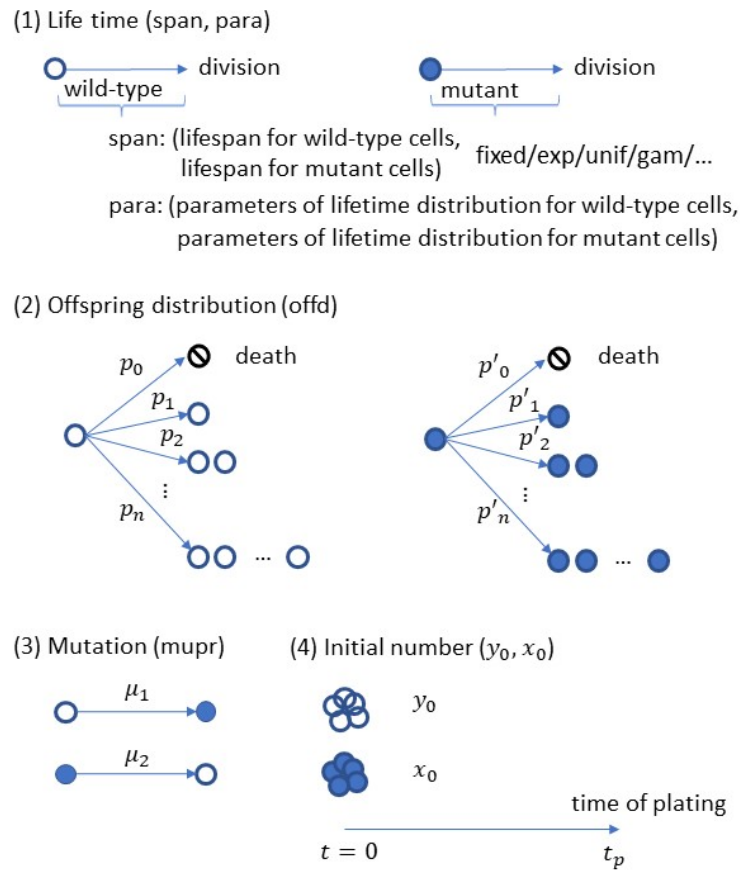 (1) Life time (span, para)
division
division
wild-type
mutant
span: (lifespan for wild-type cells,
lifespan for mutant cells)
fixed/exp/unif/gam/...
para: (parameters of lifetime distribution for wild-type cells,
parameters of lifetime distribution for mutant cells)
(2) Offspring distribution (offd)
p₀
death
p₁
p₂
⋮
pₙ
...
p'₀
death
p'₁
p'₂
⋮
p'ₙ
...
(3) Mutation (mupr)
μ₁
μ₂
(4) Initial number (y₀, x₀)
y₀
x₀
time of plating
t = 0
tₚ